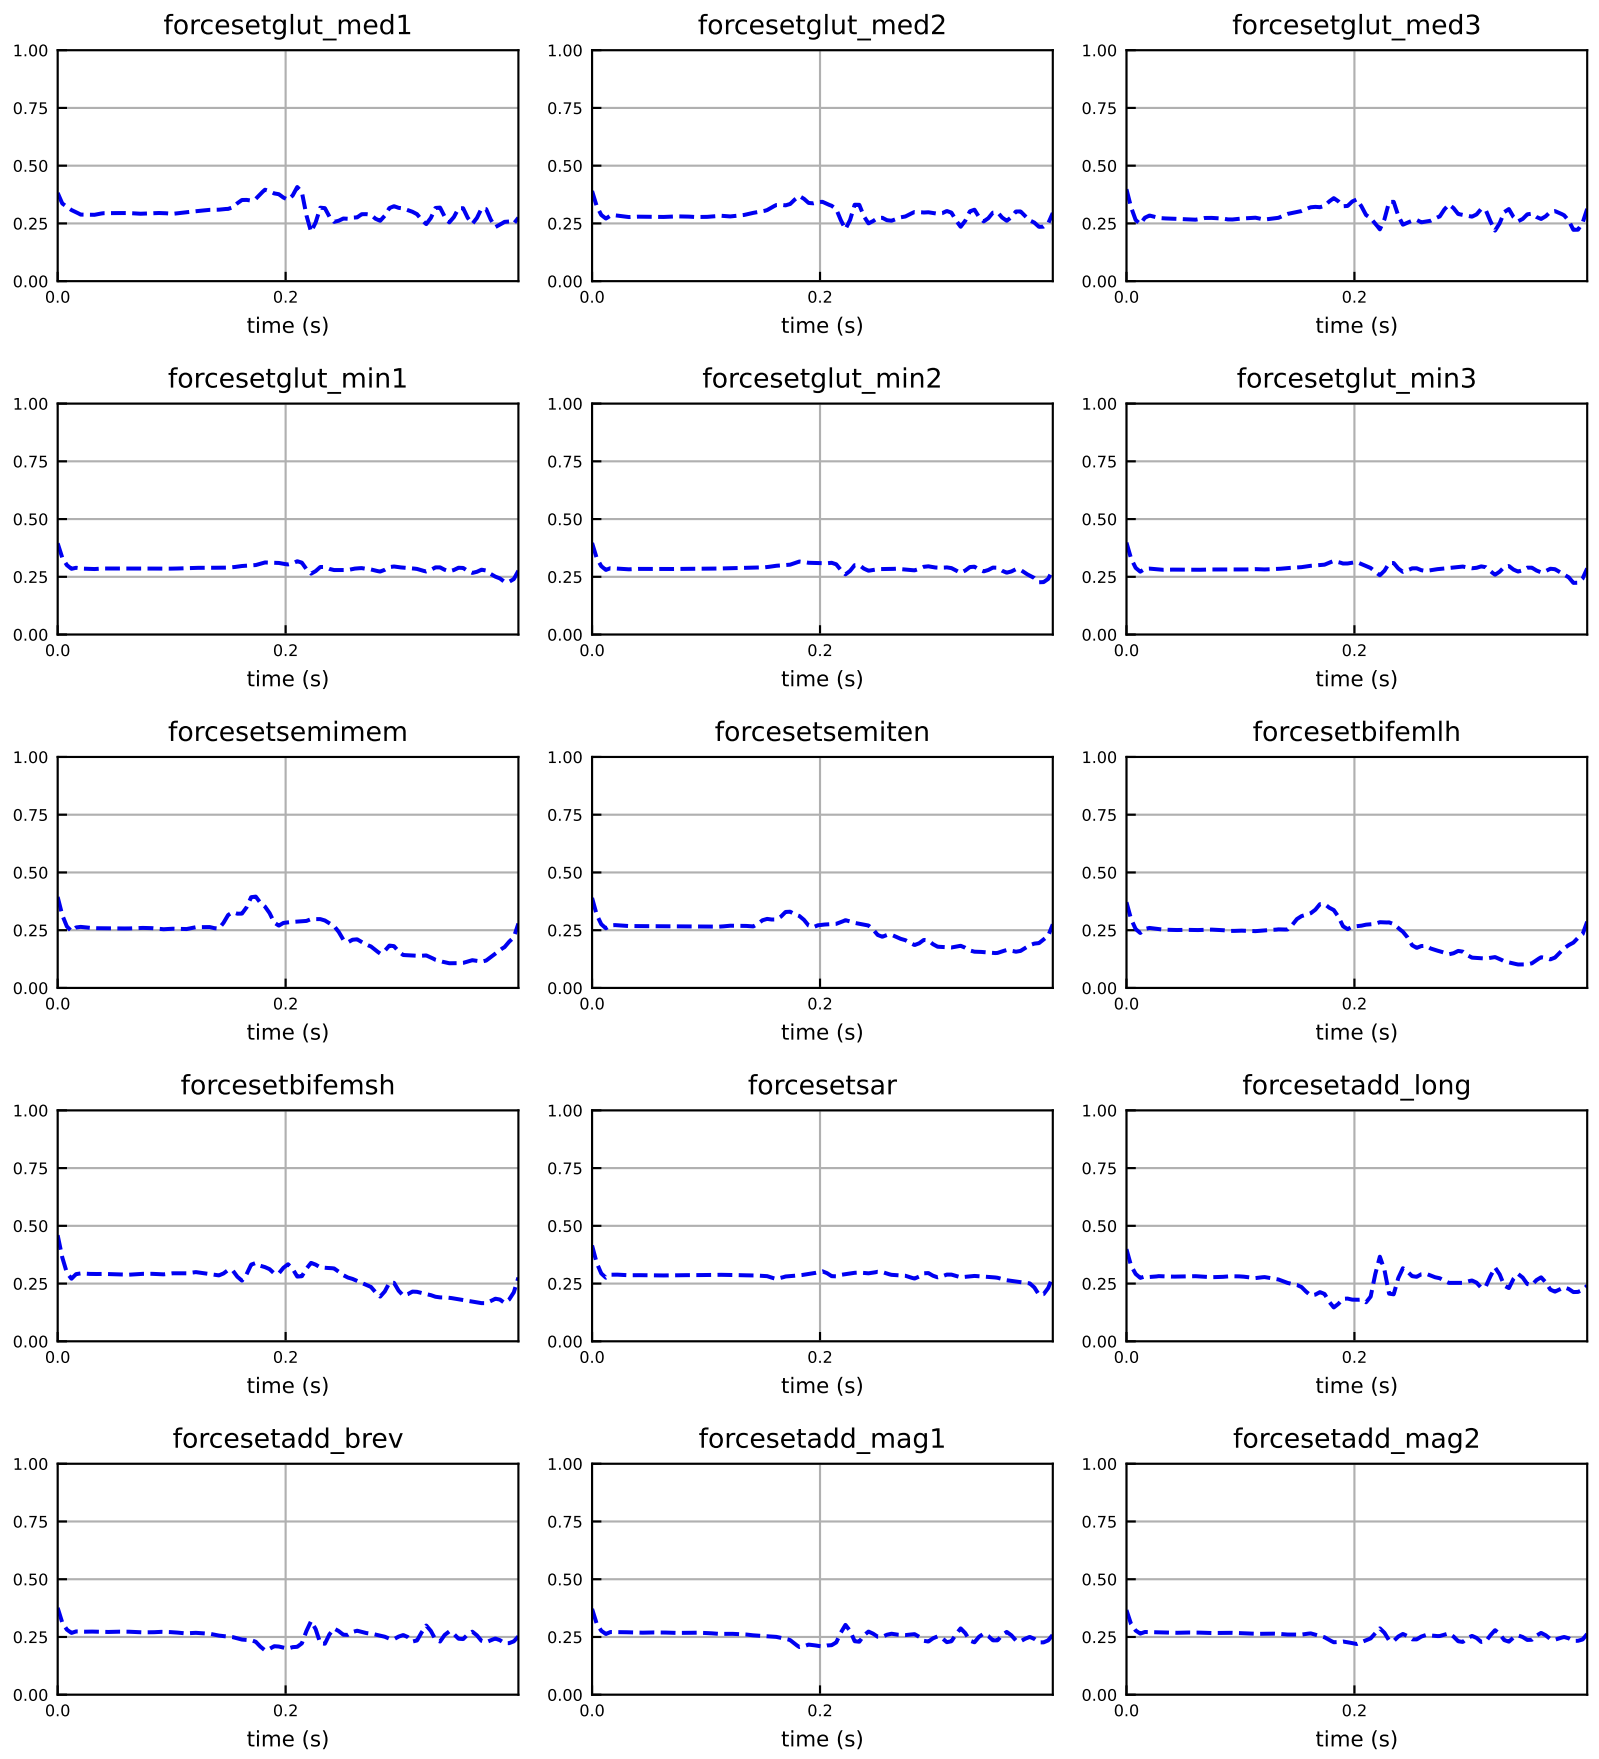 forcesetglut_med1 forcesetglut_med2 forcesetglut_med3
1.00 1.00 1.00
0.75 0.75 0.75
0.50 0.50 0.50
0.25 0.25 0.25
0.00 0.00 0.00
0.0 0.2 0.0 0.2 0.0 0.2
time (s) time (s) time (s)
forcesetglut_min1 forcesetglut_min2 forcesetglut_min3
1.00 1.00 1.00
0.75 0.75 0.75
0.50 0.50 0.50
0.25 0.25 0.25
0.00 0.00 0.00
0.0 0.2 0.0 0.2 0.0 0.2
time (s) time (s) time (s)
forcesetsemimem forcesetsemiten forcesetbifemlh
1.00 1.00 1.00
0.75 0.75 0.75
0.50 0.50 0.50
0.25 0.25 0.25
0.00 0.00 0.00
0.0 0.2 0.0 0.2 0.0 0.2
time (s) time (s) time (s)
forcesetbifemsh forcesetsar forcesetadd_long
1.00 1.00 1.00
0.75 0.75 0.75
0.50 0.50 0.50
0.25 0.25 0.25
0.00 0.00 0.00
0.0 0.2 0.0 0.2 0.0 0.2
time (s) time (s) time (s)
forcesetadd_brev forcesetadd_mag1 forcesetadd_mag2
1.00 1.00 1.00
0.75 0.75 0.75
0.50 0.50 0.50
0.25 0.25 0.25
0.00 0.00 0.00
0.0 0.2 0.0 0.2 0.0 0.2
time (s) time (s) time (s)